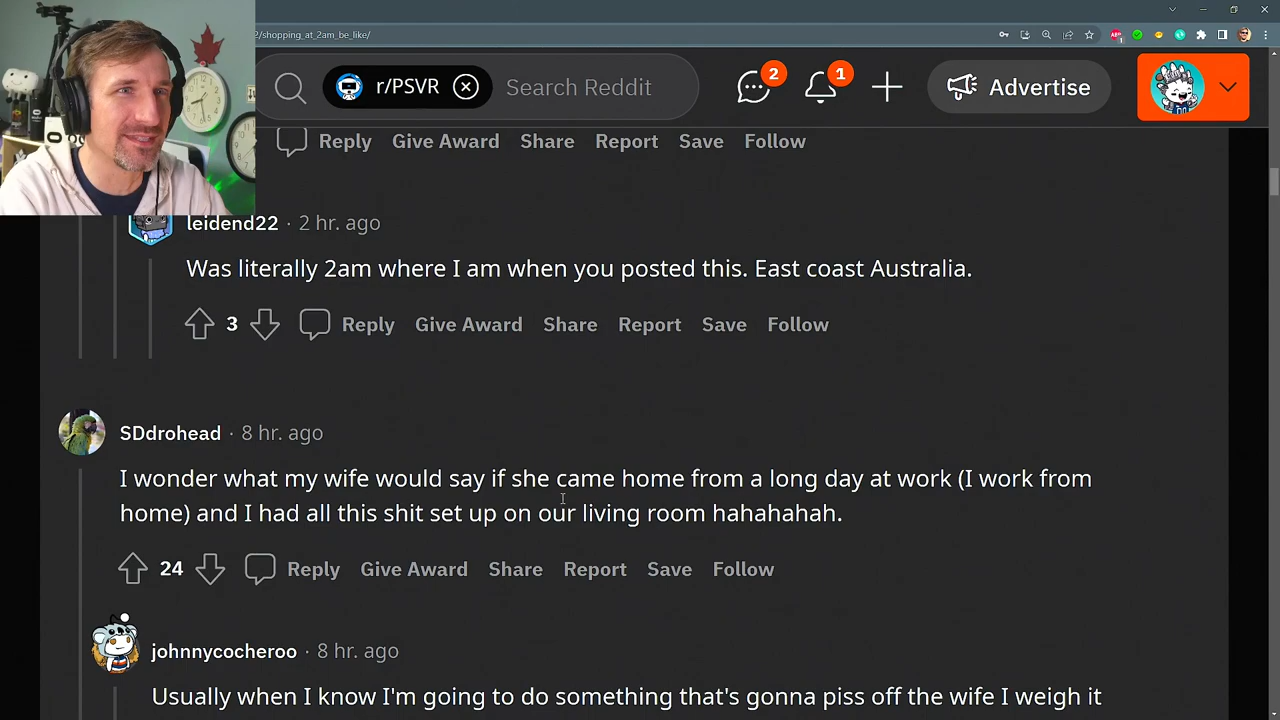 2/shopping_at_2am_be_like/
r/PSVR
Search Reddit
2
1
Advertise
Reply Give Award Share Report Save Follow
leidend22 · 2 hr. ago
Was literally 2am where I am when you posted this. East coast Australia.
3 Reply Give Award Share Report Save Follow
SDdrohead · 8 hr. ago
I wonder what my wife would say if she came home from a long day at work (I work from
home) and I had all this shit set up on our living room hahahahah.
24 Reply Give Award Share Report Save Follow
johnnycocheroo · 8 hr. ago
Usually when I know I'm going to do something that's gonna piss off the wife I weigh it